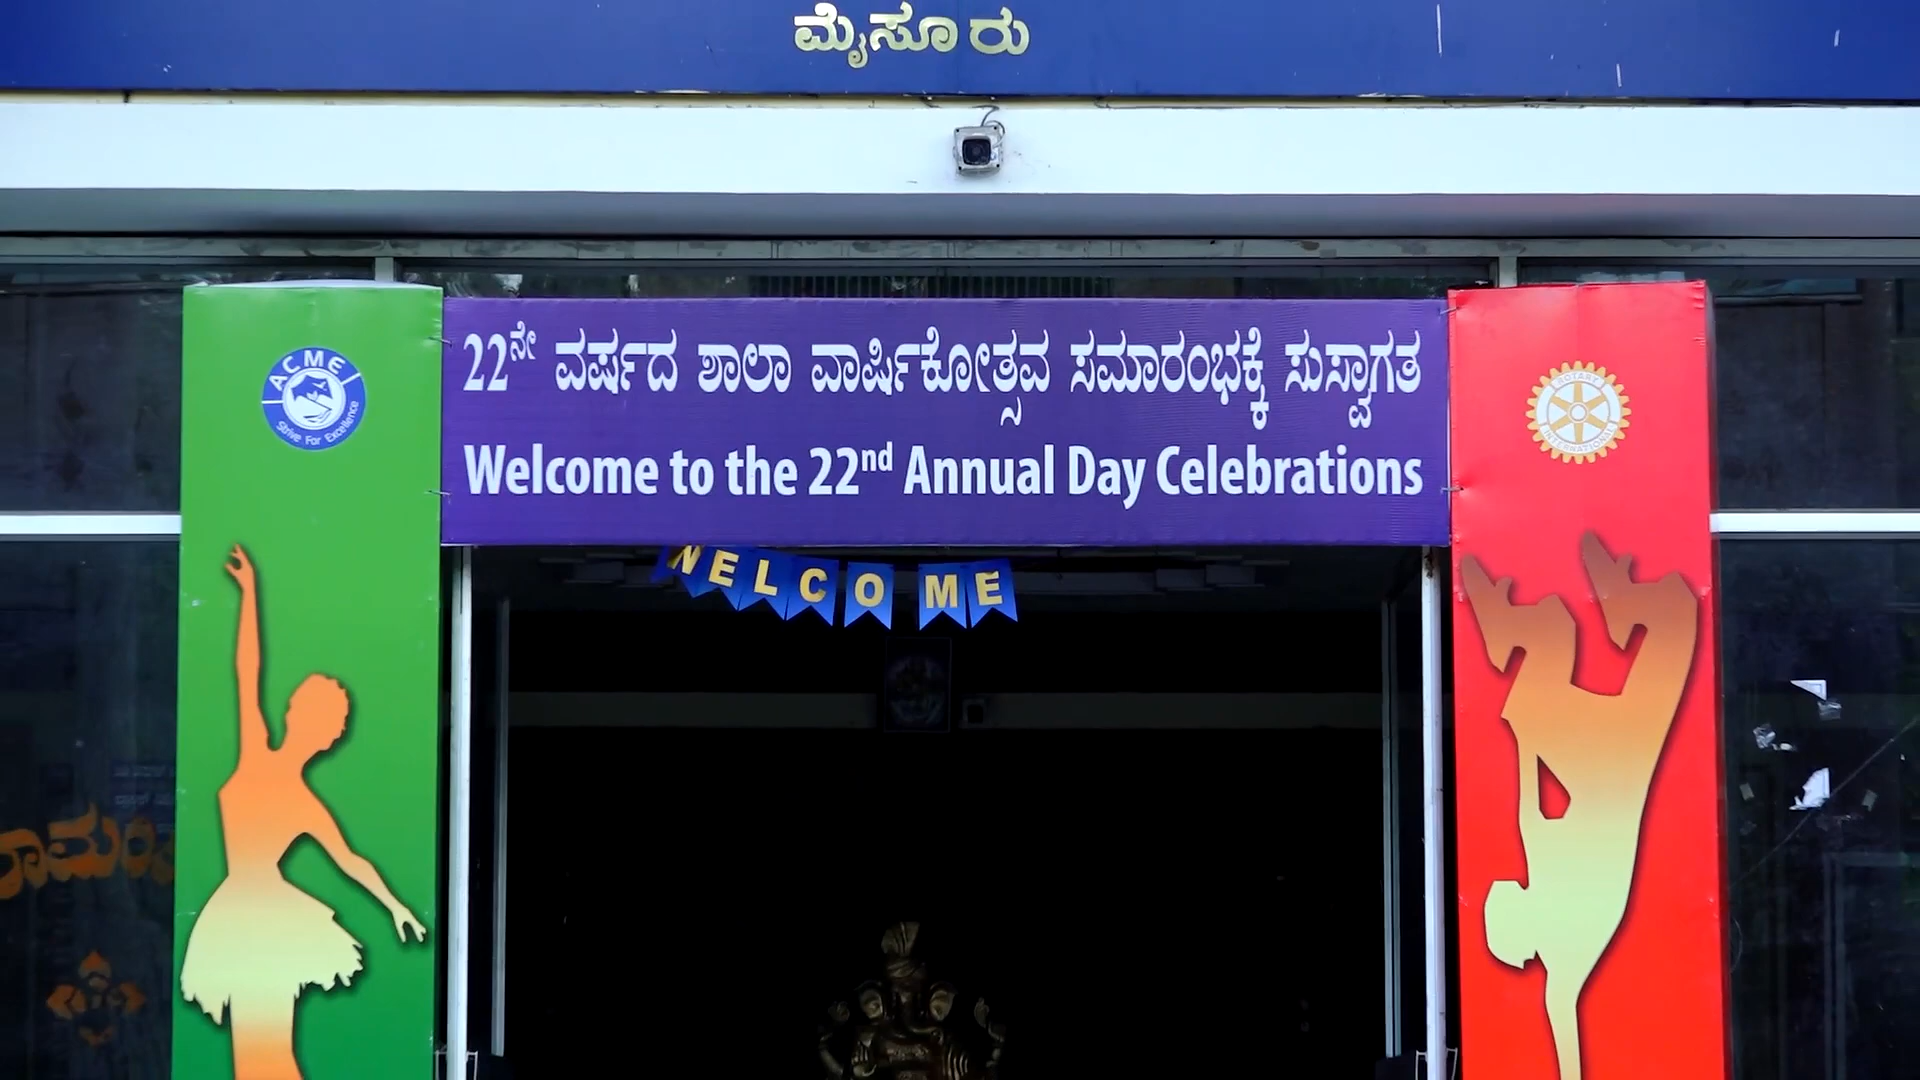 ಮೈಸೂರು
22ನೇ ವರ್ಷದ ಶಾಲಾ ವಾರ್ಷಿಕೋತ್ಸವ ಸಮಾರಂಭಕ್ಕೆ ಸುಸ್ವಾಗತ
Welcome to the 22nd Annual Day Celebrations
ACME
Strive For Excellence
ROTARY
INTERNATIONAL
WELCOME